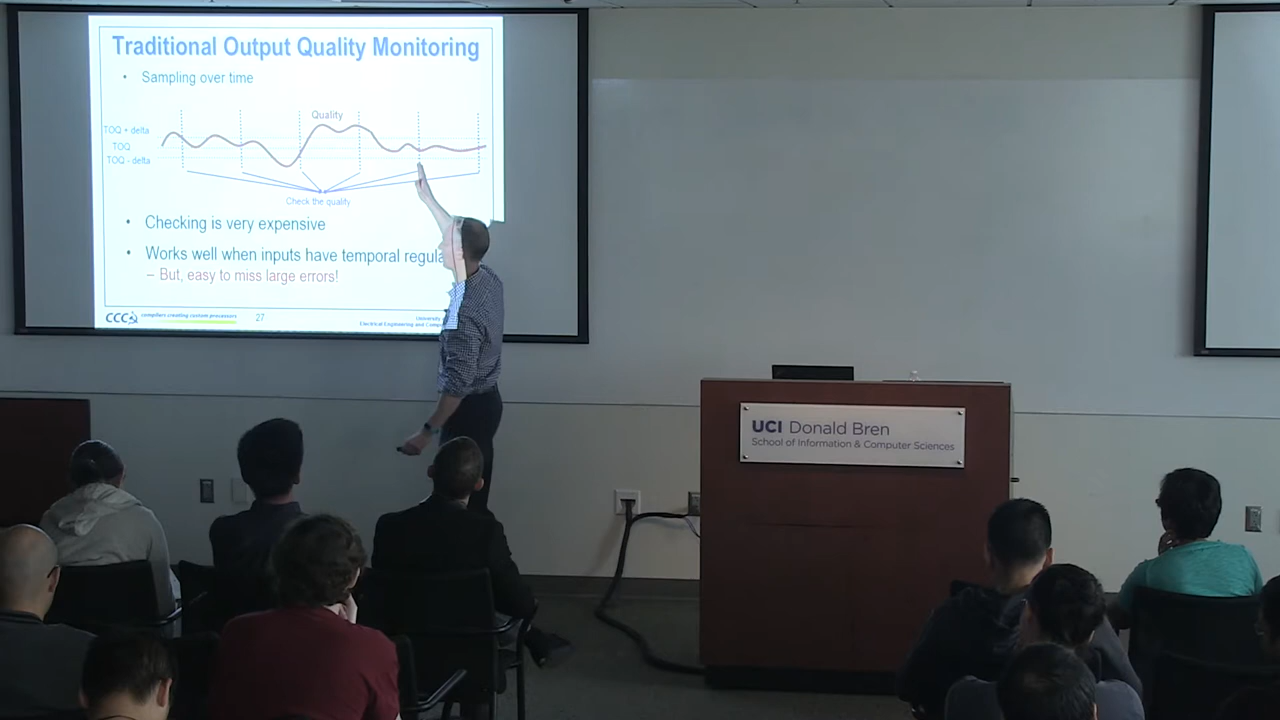 Traditional Output Quality Monitoring
• Sampling over time
Quality
TOQ + delta
TOQ
TOQ - delta
Check the quality
• Checking is very expensive
• Works well when inputs have temporal regula
– But, easy to miss large errors!
CCC compilers creating custom processors
27
University
Electrical Engineering and Comp
UCI Donald Bren
School of Information & Computer Sciences